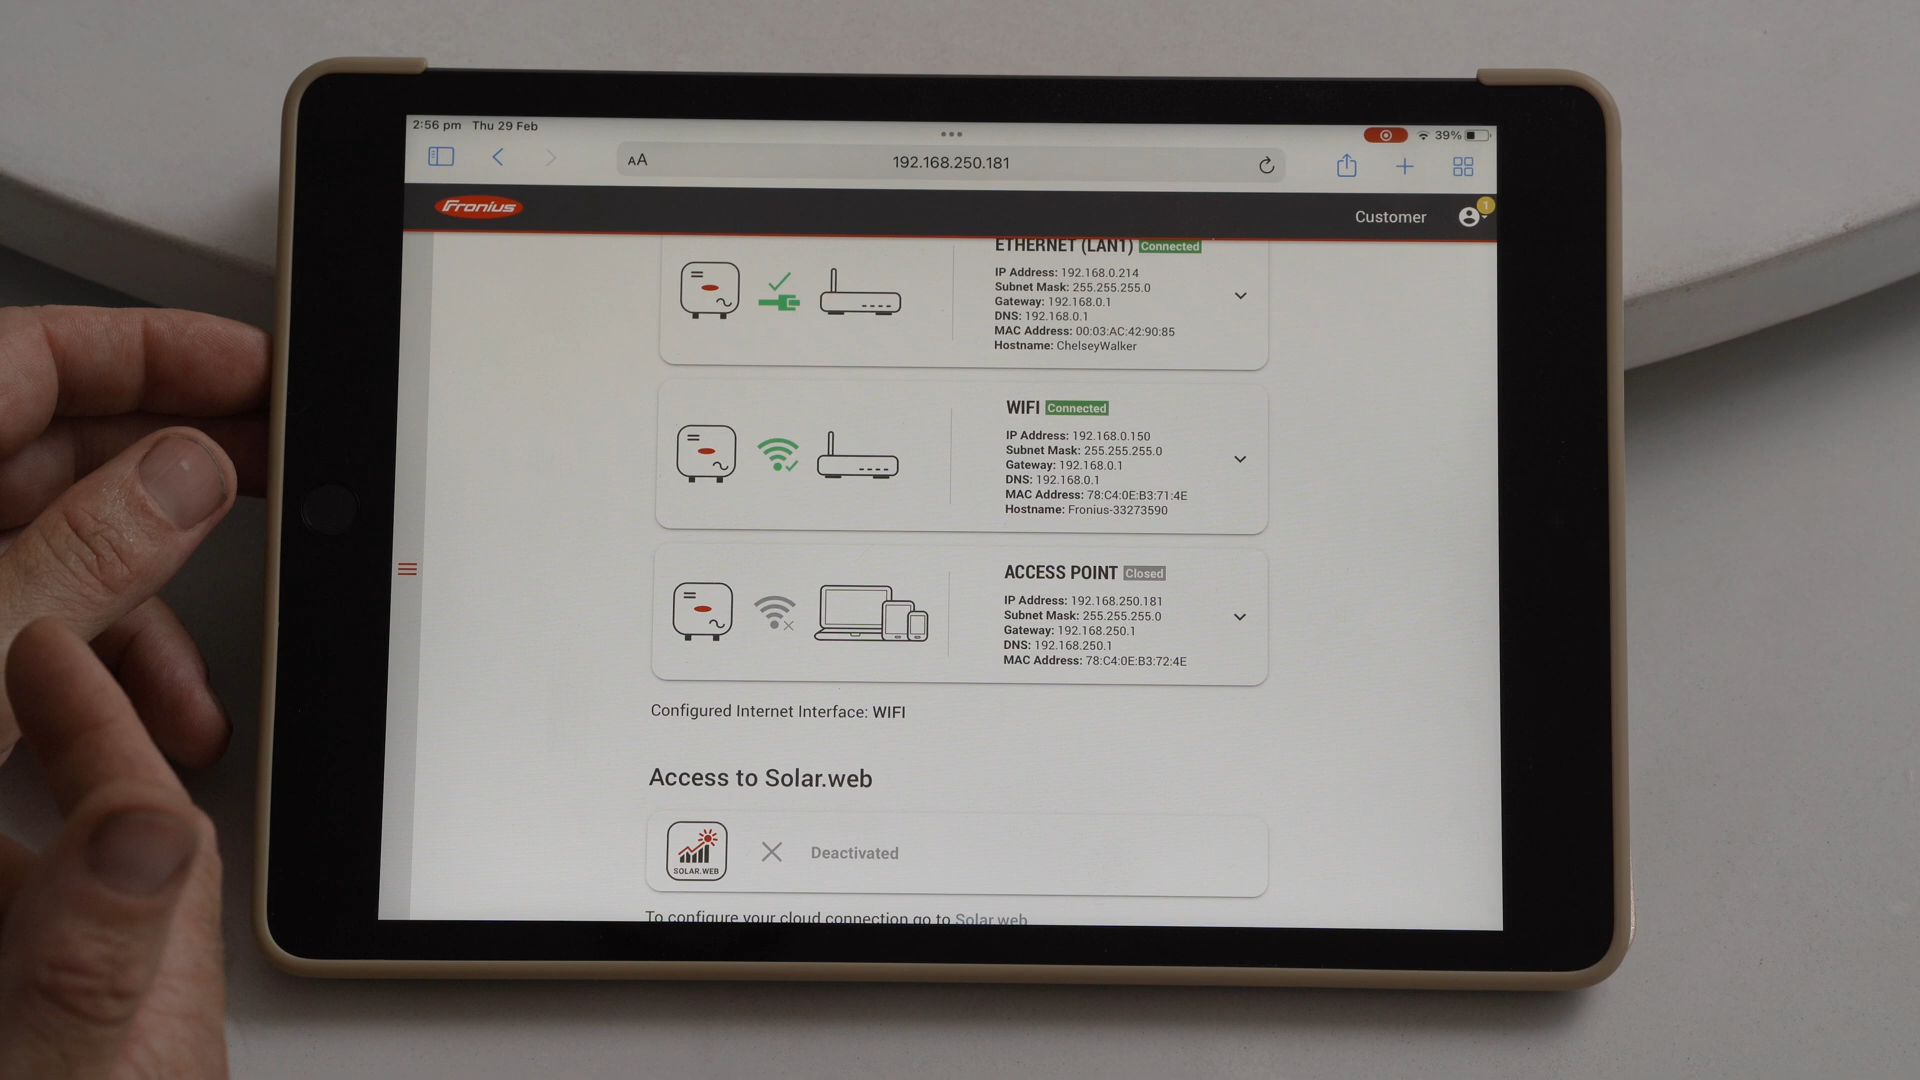 2:56 pm Thu 29 Feb
39%
AA
192.168.250.181
Fronius
Customer
1
ETHERNET (LAN1) Connected
IP Address: 192.168.0.214
Subnet Mask: 255.255.255.0
Gateway: 192.168.0.1
DNS: 192.168.0.1
MAC Address: 00:03:AC:42:90:85
Hostname: ChelseyWalker
WIFI Connected
IP Address: 192.168.0.150
Subnet Mask: 255.255.255.0
Gateway: 192.168.0.1
DNS: 192.168.0.1
MAC Address: 78:C4:0E:B3:71:4E
Hostname: Fronius-33273590
ACCESS POINT Closed
IP Address: 192.168.250.181
Subnet Mask: 255.255.255.0
Gateway: 192.168.250.1
DNS: 192.168.250.1
MAC Address: 78:C4:0E:B3:72:4E
Configured Internet Interface: WIFI
Access to Solar.web
SOLAR.WEB
Deactivated
To configure your cloud connection go to Solar.web